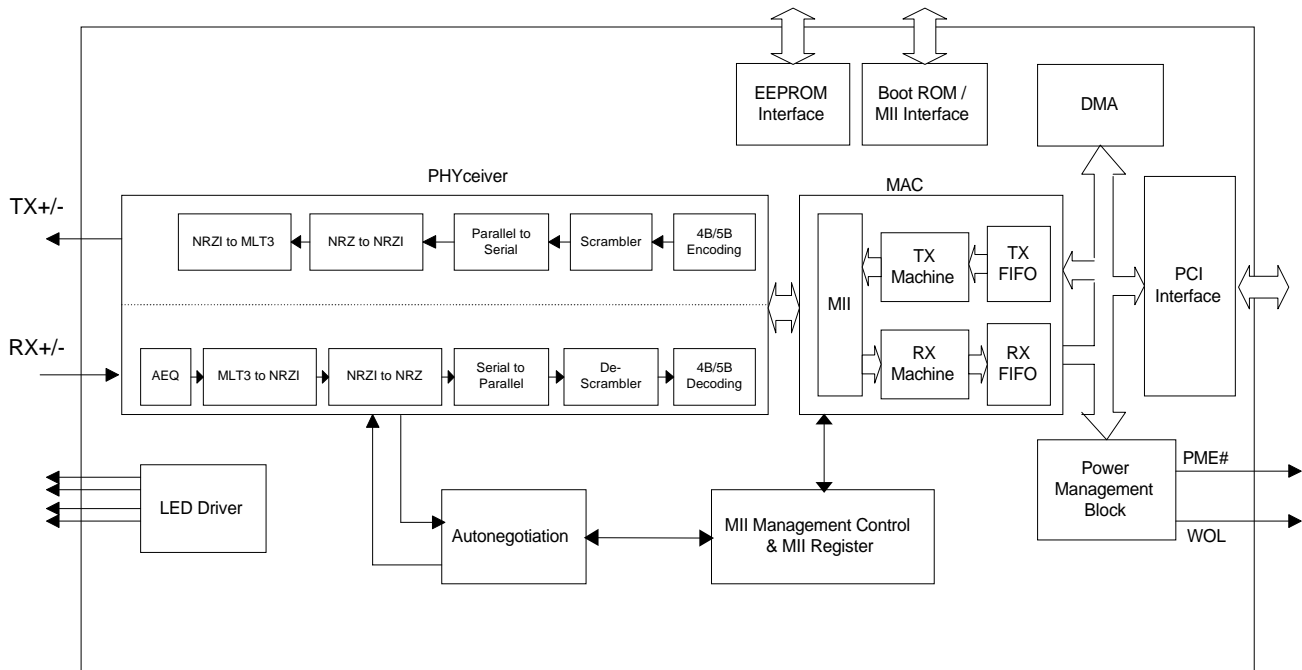 EEPROM
Interface
Boot ROM /
MII Interface
DMA
PHYceiver
MAC
TX+/-
NRZI to MLT3
NRZ to NRZI
Parallel to
Serial
Scrambler
4B/5B
Encoding
MII
TX
Machine
TX
FIFO
PCI
Interface
RX+/-
AEQ
MLT3 to NRZI
NRZI to NRZ
Serial to
Parallel
De-
Scrambler
4B/5B
Decoding
RX
Machine
RX
FIFO
LED Driver
Autonegotiation
MII Management Control
& MII Register
Power
Management
Block
PME#
WOL